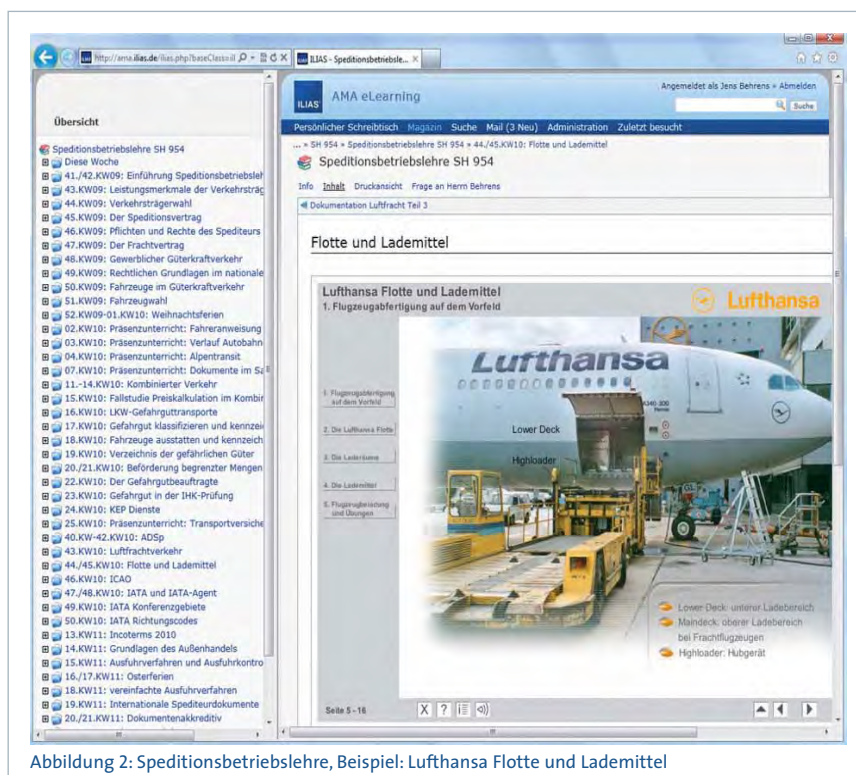 http://ama.ilias.de/ilias.php?baseClass=il
ILIAS - Speditionsbetriebsle...
Übersicht
Speditionsbetriebslehre SH 954
Diese Woche
41./42.KW09: Einführung Speditionsbetriebsleh
43.KW09: Leistungsmerkmale der Verkehrsträg
44.KW09: Verkehrsträgerwahl
45.KW09: Der Speditionsvertrag
46.KW09: Pflichten und Rechte des Spediteurs
47.KW09: Der Frachtvertrag
48.KW09: Gewerblicher Güterkraftverkehr
49.KW09: Rechtlichen Grundlagen im nationale
50.KW09: Fahrzeuge im Güterkraftverkehr
51.KW09: Fahrzeugwahl
52.KW09-01.KW10: Weihnachtsferien
02.KW10: Präsenzunterricht: Fahreranweisung
03.KW10: Präsenzunterricht: Verlauf Autobahn
04.KW10: Präsenzunterricht: Alpentransit
07.KW10: Präsenzunterricht: Dokumente im Sa
11.-14.KW10: Kombinierter Verkehr
15.KW10: Fallstudie Preiskalkulation im Kombin
16.KW10: LKW-Gefahrguttransporte
17.KW10: Gefahrgut klassifizieren und kennzei
18.KW10: Fahrzeuge ausstatten und kennzeich
19.KW10: Verzeichnis der gefährlichen Güter
20./21.KW10: Beförderung begrenzter Mengen
22.KW10: Der Gefahrgutbeauftragte
23.KW10: Gefahrgut in der IHK-Prüfung
24.KW10: KEP Dienste
25.KW10: Präsenzunterricht: Transportversiche
40.KW-42.KW10: ADSp
43.KW10: Luftfrachtverkehr
44./45.KW10: Flotte und Lademittel
46.KW10: ICAO
47./48.KW10: IATA und IATA-Agent
49.KW10: IATA Konferenzgebiete
50.KW10: IATA Richtungscodes
13.KW11: Incoterms 2010
14.KW11: Grundlagen des Außenhandels
15.KW11: Ausfuhrverfahren und Ausfuhrkontro
16./17.KW11: Osterferien
18.KW11: vereinfachte Ausfuhrverfahren
19.KW11: Internationale Spediteurdokumente
20./21.KW11: Dokumentenakkreditiv
ILIAS
AMA eLearning
Angemeldet als Jens Behrens » Abmelden
Suche
Persönlicher Schreibtisch Magazin Suche Mail (3 Neu) Administration Zuletzt besucht
... » SH 954 » Speditionsbetriebslehre SH 954 » 44./45.KW10: Flotte und Lademittel
Speditionsbetriebslehre SH 954
Info Inhalt Druckansicht Frage an Herrn Behrens
Dokumentation Luftfracht Teil 3
Flotte und Lademittel
Lufthansa Flotte und Lademittel
1. Flugzeugabfertigung auf dem Vorfeld
Lufthansa
Lufthansa
A340-300
1. Flugzeugabfertigung
auf dem Vorfeld
2. Die Lufthansa Flotte
3. Die Laderäume
4. Die Lademittel
5. Flugzeugbeladung
und Übungen
Lower Deck
Highloader
GL
Lower Deck: unterer Ladebereich
Maindeck: oberer Ladebereich
bei Frachtflugzeugen
Highloader: Hubgerät
Seite 5 - 16
X ?
Abbildung 2: Speditionsbetriebslehre, Beispiel: Lufthansa Flotte und Lademittel